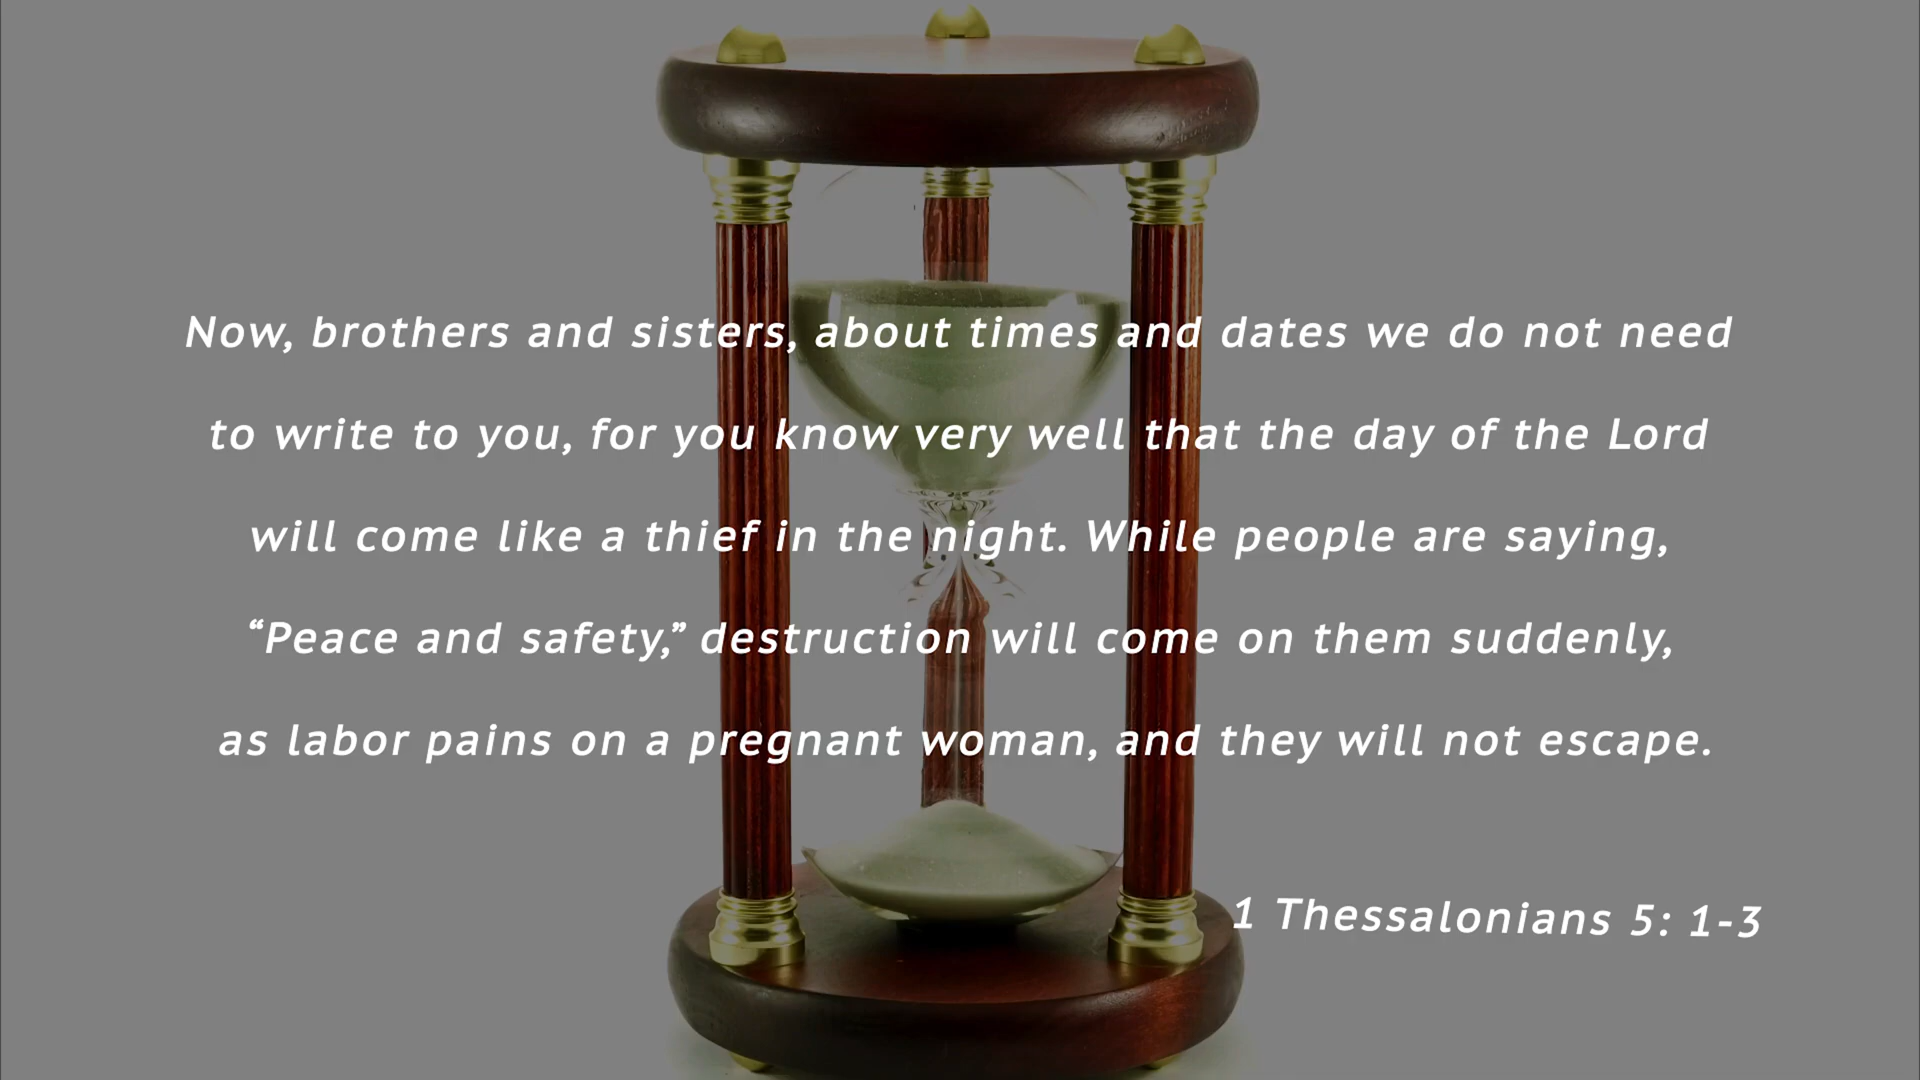 Now, brothers and sisters, about times and dates we do not need
to write to you, for you know very well that the day of the Lord
will come like a thief in the night. While people are saying,
“Peace and safety,” destruction will come on them suddenly,
as labor pains on a pregnant woman, and they will not escape.
1 Thessalonians 5: 1-3